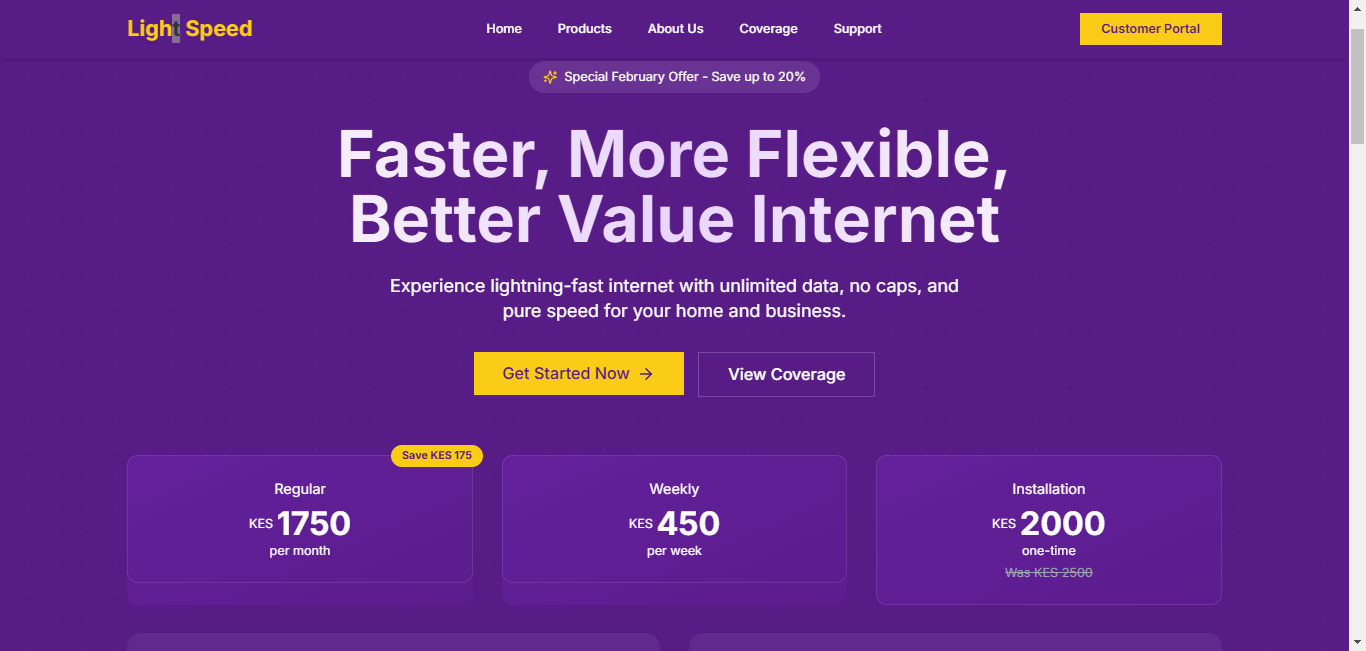 Light Speed
Home
Products
About Us
Coverage
Support
Customer Portal
Special February Offer - Save up to 20%
Faster, More Flexible,
Better Value Internet
Experience lightning-fast internet with unlimited data, no caps, and
pure speed for your home and business.
Get Started Now
View Coverage
Save KES 175
Regular
KES 1750
per month
Weekly
KES 450
per week
Installation
KES 2000
one-time
Was KES 2500